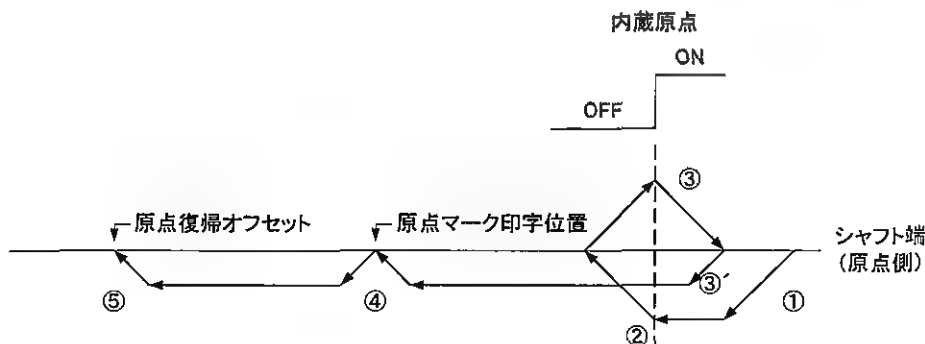 内蔵原点
ON
OFF
③
原点復帰オフセット
原点マーク印字位置
シャフト端
(原点側)
③´
⑤
④
②
①